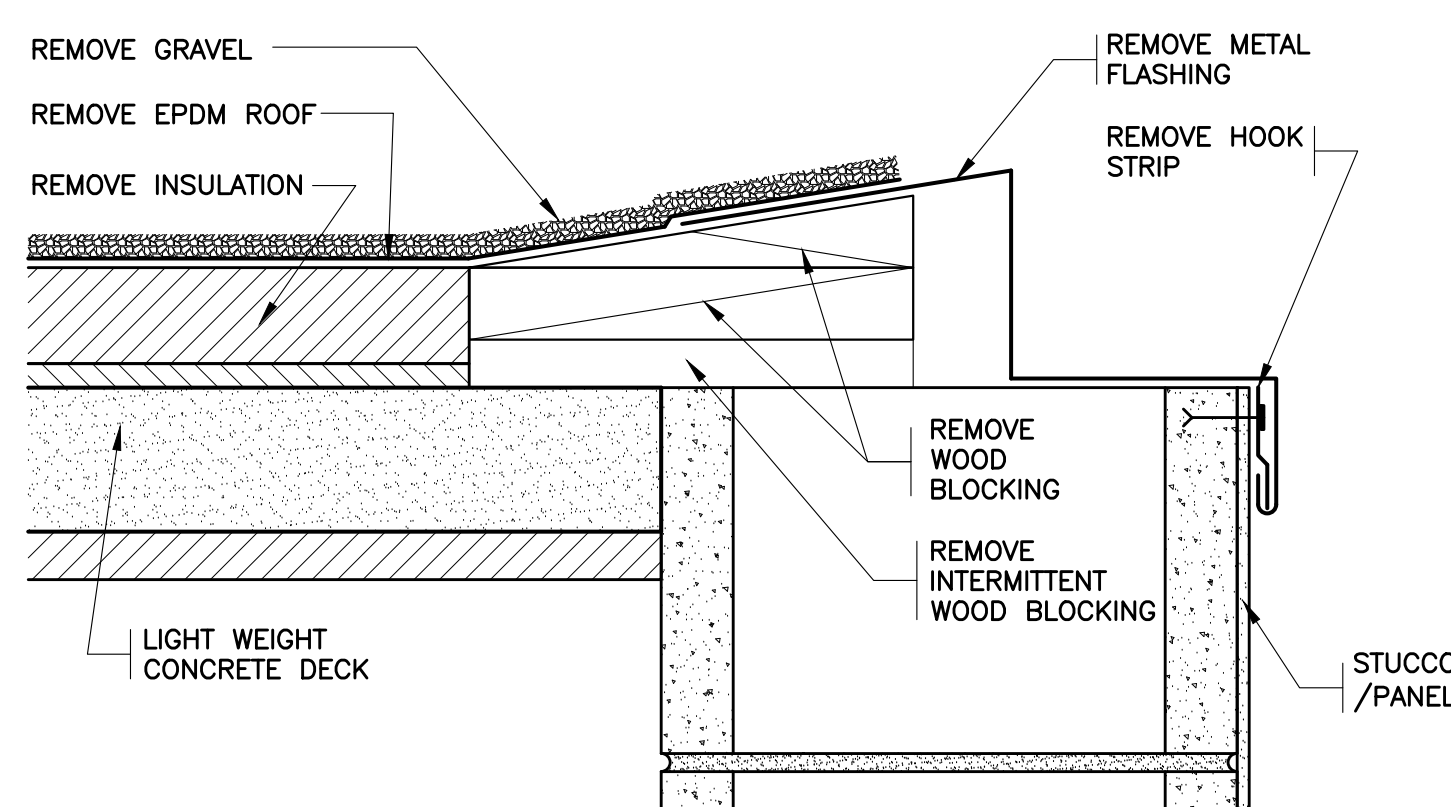 REMOVE GRAVEL
REMOVE EPDM ROOF
REMOVE INSULATION
REMOVE METAL
FLASHING
REMOVE HOOK
STRIP
REMOVE
WOOD
BLOCKING
REMOVE
INTERMITTENT
WOOD BLOCKING
LIGHT WEIGHT
CONCRETE DECK
STUCCO
/PANEL